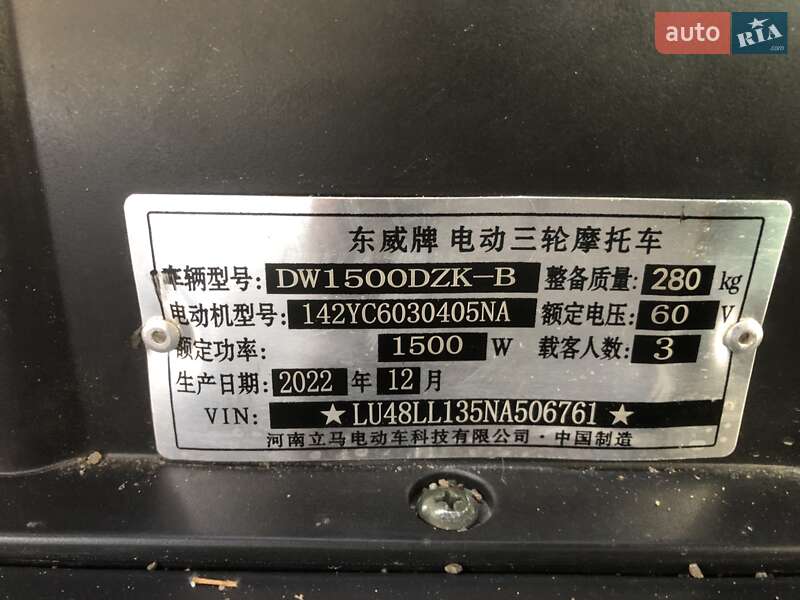 auto RIA.com
东威牌 电动三轮摩托车
车辆型号: DW1500DZK-B 整备质量: 280 kg
电动机型号: 142YC6030405NA 额定电压: 60 V
额定功率: 1500 W 载客人数: 3
生产日期: 2022 年 12 月
VIN: ★LU48LL135NA506761★
河南立马电动车科技有限公司·中国制造